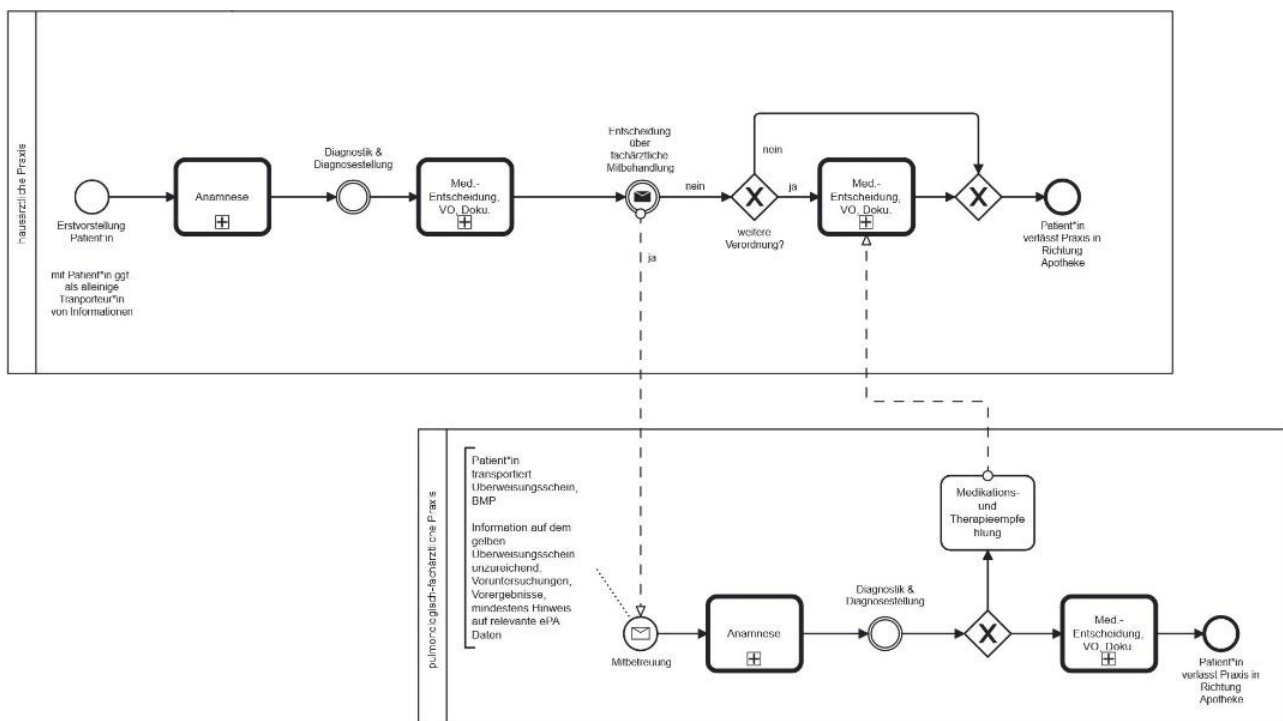 hausärztliche Praxis
Erstvorstellung
Patient*in
mit Patient*in ggf
als alleinige
Tranporteur*in
von Informationen
Anamnese
Diagnostik &
Diagnosestellung
Med.-
Entscheidung,
VO, Doku.
Entscheidung
über
fachärztliche
Mitbehandlung
nein
ja
weitere
Verordnung?
nein
ja
Med.-
Entscheidung,
VO, Doku.
Patient*in
verlässt Praxis in
Richtung
Apotheke
pulmonologisch-fachärztliche Praxis
Patient*in
transportiert
Überweisungsschein,
BMP
Information auf dem
gelben
Überweisungsschein
unzureichend,
Voruntersuchungen,
Vorergebnisse,
mindestens Hinweis
auf relevante ePA
Daten
Mitbetreuung
Anamnese
Diagnostik &
Diagnosestellung
Medikations-
und
Therapieempfe
hlung
Med.-
Entscheidung,
VO, Doku.
Patient*in
verlässt Praxis in
Richtung
Apotheke